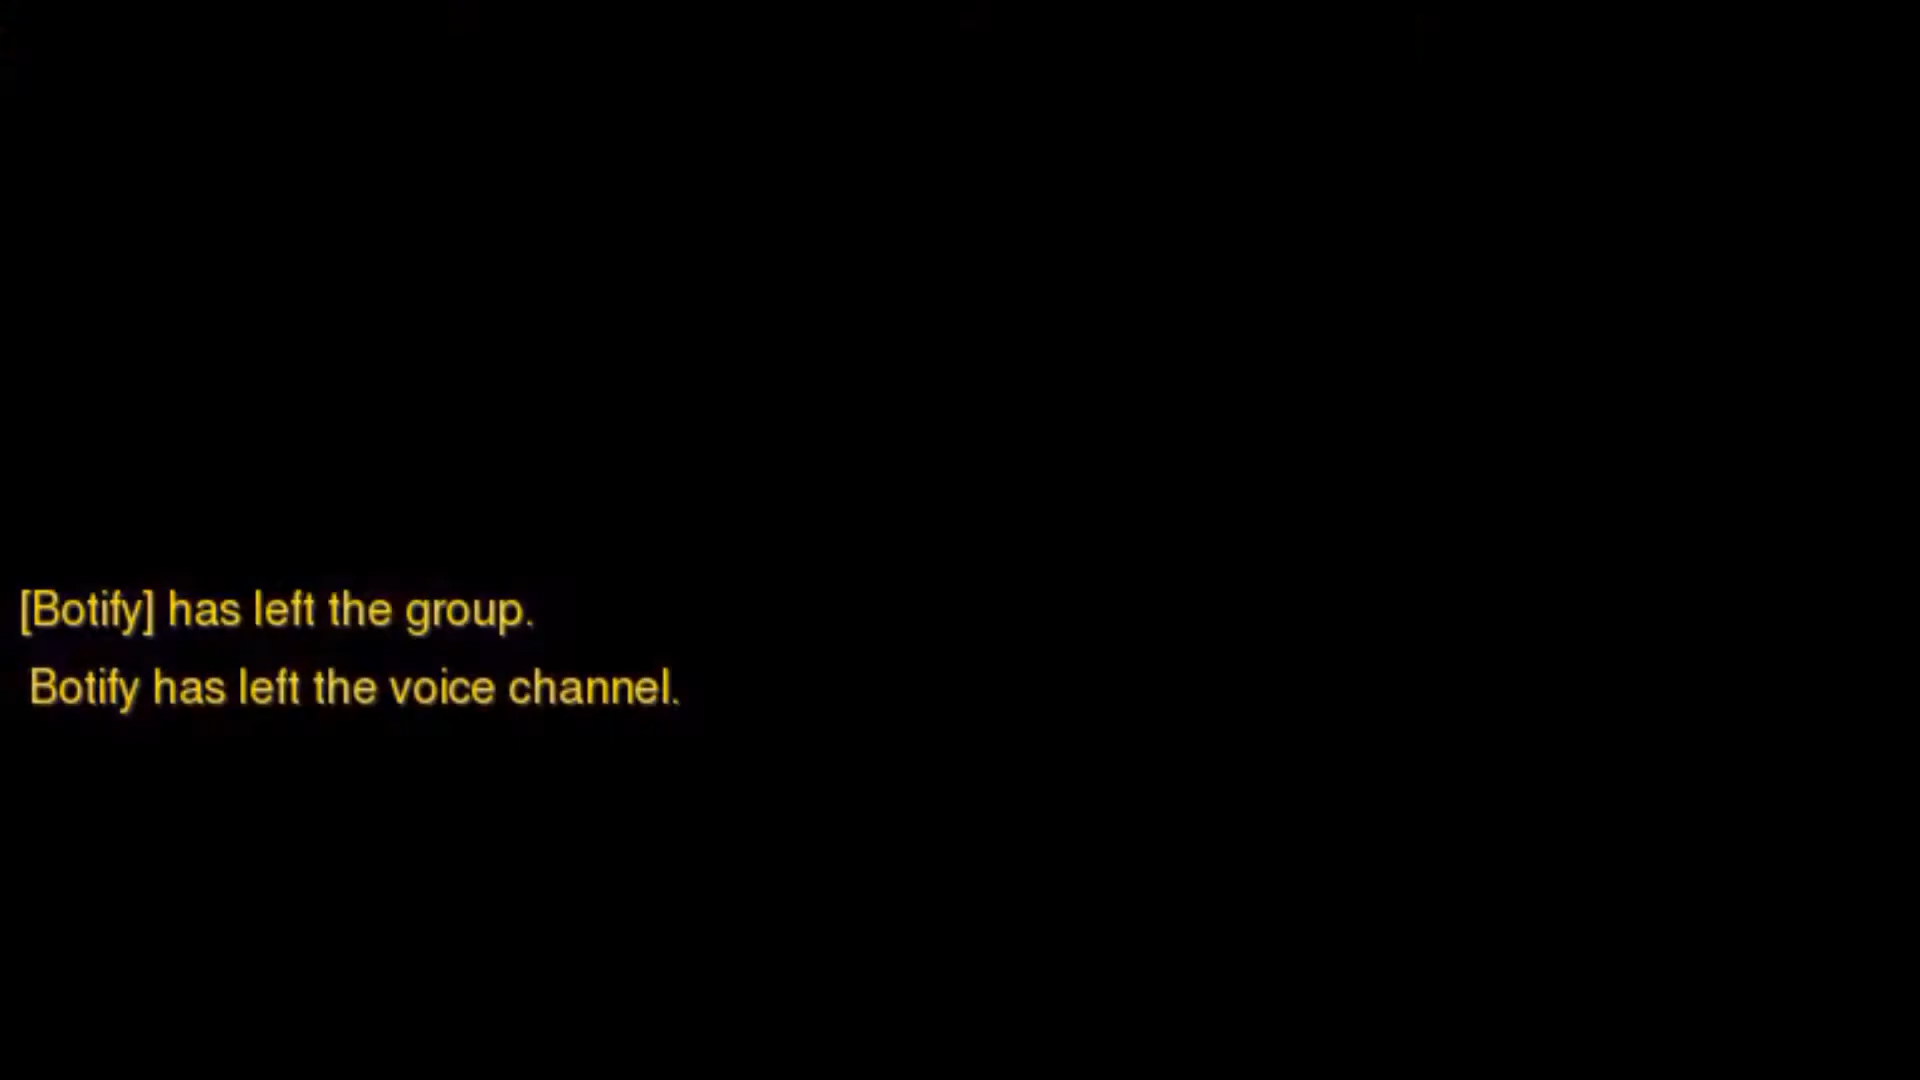 [Botify] has left the group.
Botify has left the voice channel.